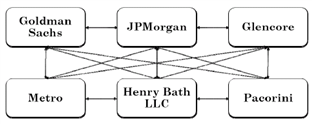 Goldman
Sachs
JPMorgan
Glencore
Metro
Henry Bath
LLC
Pacorini